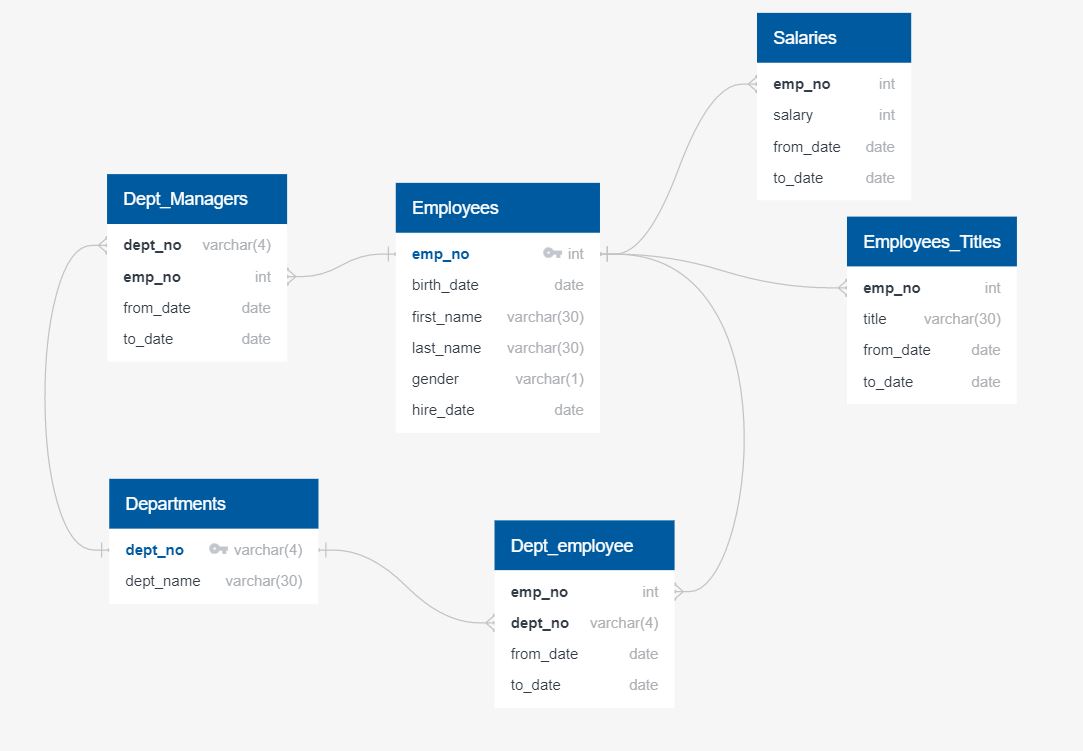 Salaries
emp_no int
salary int
from_date date
to_date date
Dept_Managers
dept_no varchar(4)
emp_no int
from_date date
to_date date
Employees
emp_no int
birth_date date
first_name varchar(30)
last_name varchar(30)
gender varchar(1)
hire_date date
Employees_Titles
emp_no int
title varchar(30)
from_date date
to_date date
Departments
dept_no varchar(4)
dept_name varchar(30)
Dept_employee
emp_no int
dept_no varchar(4)
from_date date
to_date date